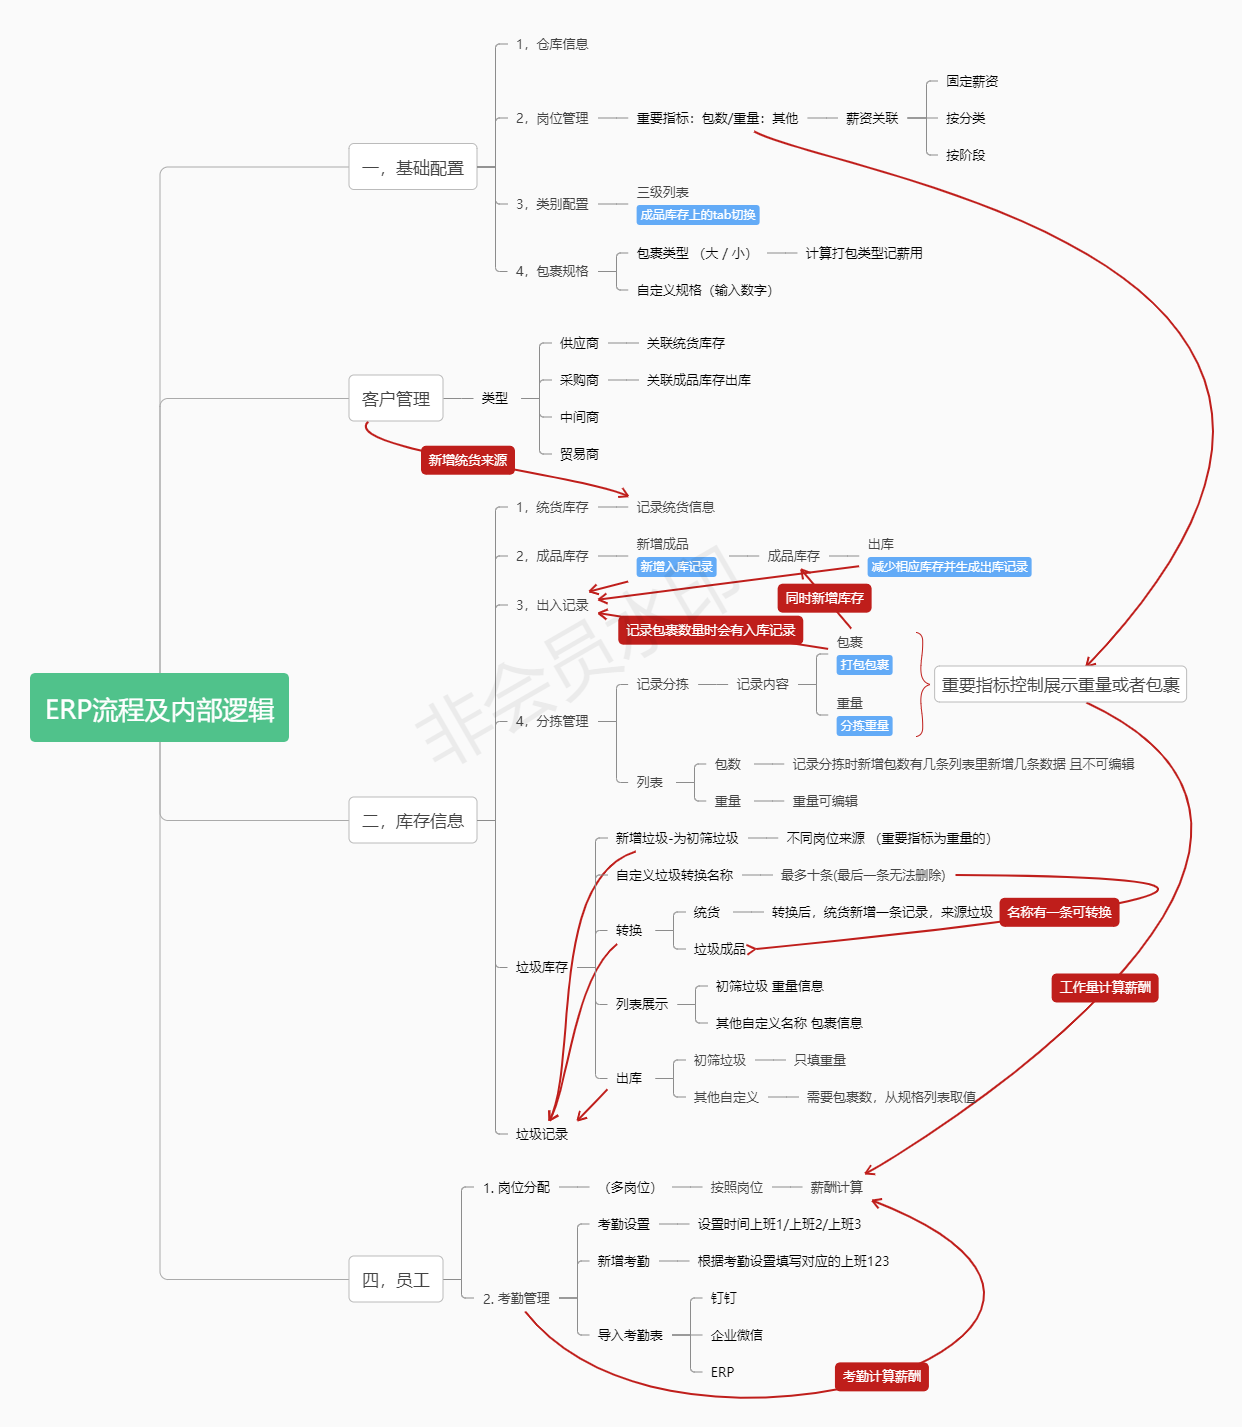 ERP流程及内部逻辑
一，基础配置
1，仓库信息
2，岗位管理
重要指标：包数/重量：其他
薪资关联
固定薪资
按分类
按阶段
3，类别配置
三级列表
成品库存上的tab切换
4，包裹规格
包裹类型 （大 / 小）
计算打包类型记薪用
自定义规格（输入数字）
客户管理
类型
供应商
关联统货库存
采购商
关联成品库存出库
中间商
贸易商
新增统货来源
二，库存信息
1，统货库存
记录统货信息
2，成品库存
新增成品
新增入库记录
成品库存
出库
减少相应库存并生成出库记录
3，出入记录
同时新增库存
记录包裹数量时会有入库记录
4，分拣管理
记录分拣
记录内容
包裹
打包包裹
重量
分拣重量
重要指标控制展示重量或者包裹
列表
包数
记录分拣时新增包数有几条列表里新增几条数据 且不可编辑
重量
重量可编辑
垃圾库存
新增垃圾-为初筛垃圾
不同岗位来源 （重要指标为重量的）
自定义垃圾转换名称
最多十条(最后一条无法删除)
转换
统货
转换后，统货新增一条记录，来源垃圾
名称有一条可转换
垃圾成品
列表展示
初筛垃圾 重量信息
其他自定义名称 包裹信息
工作量计算薪酬
出库
初筛垃圾
只填重量
其他自定义
需要包裹数，从规格列表取值
垃圾记录
四，员工
1. 岗位分配
（多岗位）
按照岗位
薪酬计算
2. 考勤管理
考勤设置
设置时间上班1/上班2/上班3
新增考勤
根据考勤设置填写对应的上班123
导入考勤表
钉钉
企业微信
ERP
考勤计算薪酬
非会员水印